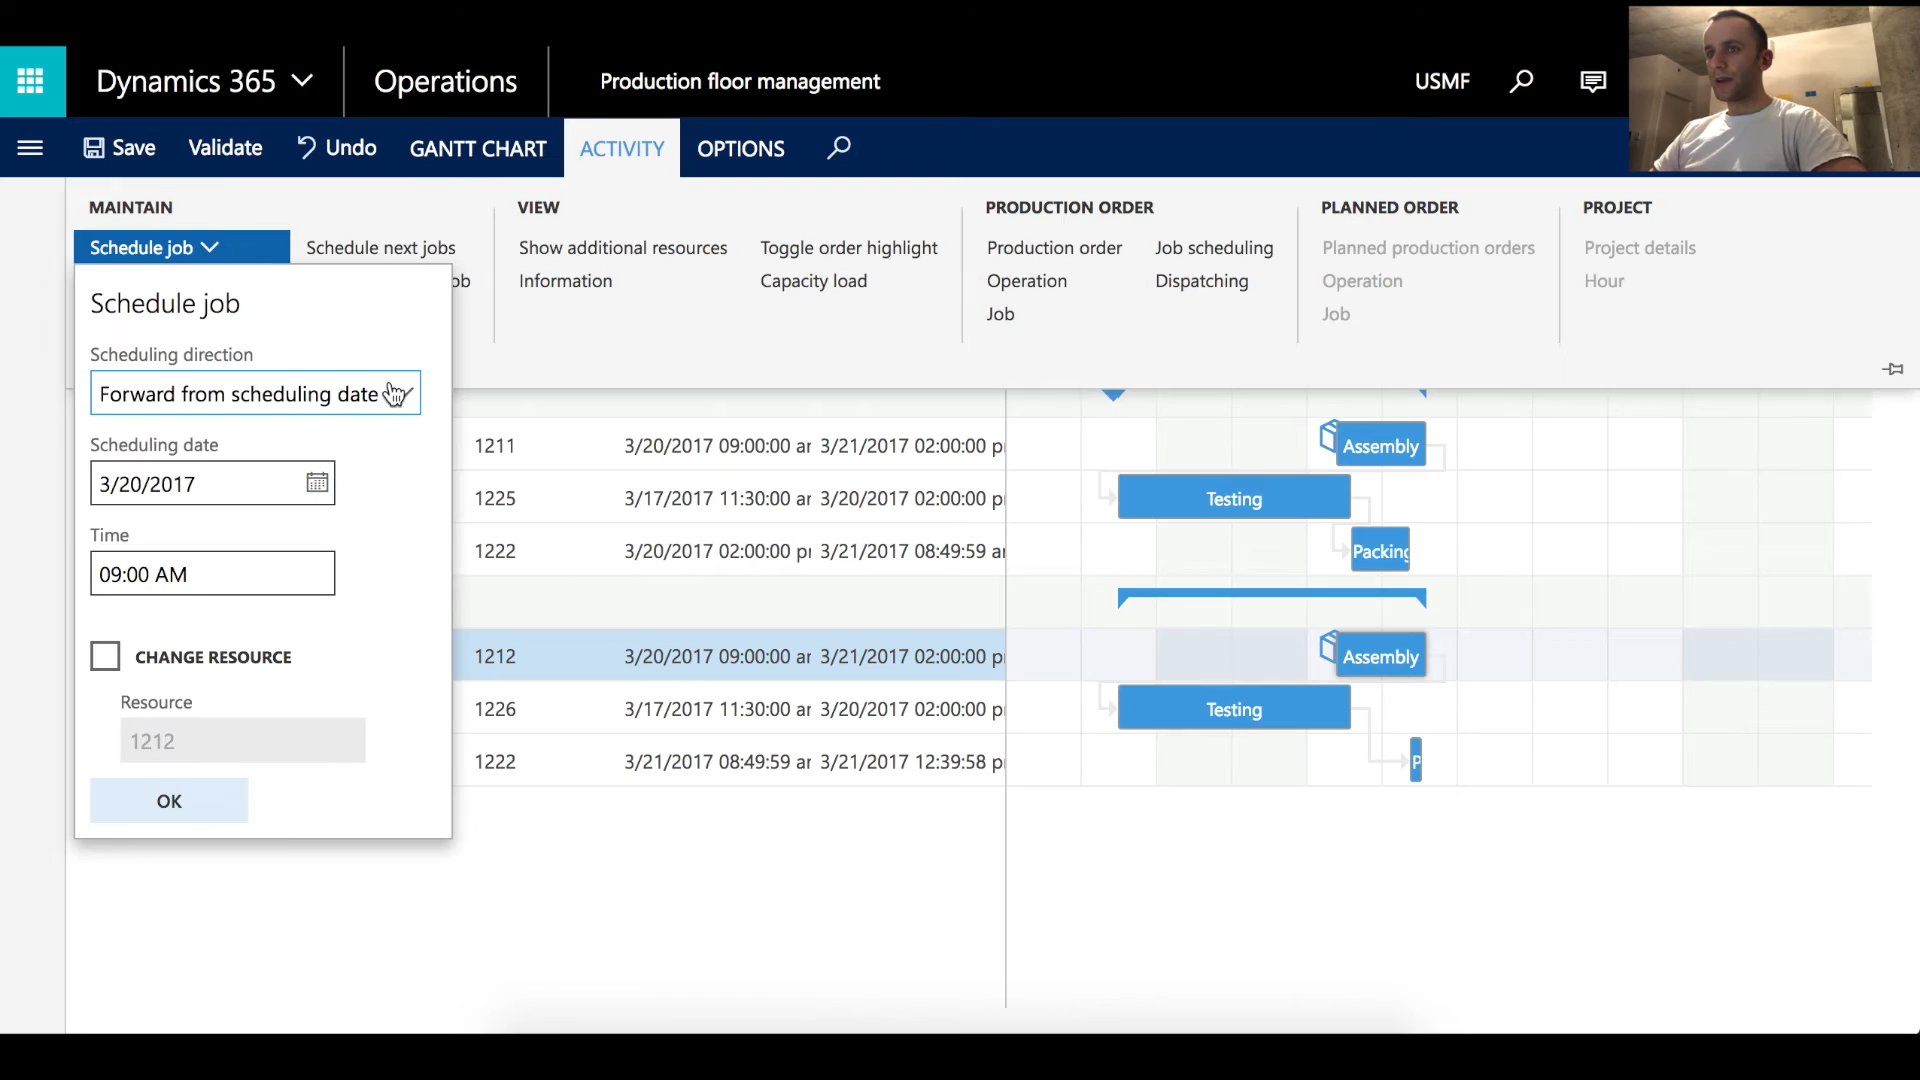 Dynamics 365
Operations
Production floor management
USMF
Save
Validate
Undo
GANTT CHART
ACTIVITY
OPTIONS
MAINTAIN
Schedule job
Schedule next jobs
VIEW
Show additional resources
Toggle order highlight
Information
Capacity load
PRODUCTION ORDER
Production order
Job scheduling
Operation
Dispatching
Job
PLANNED ORDER
Planned production orders
Operation
Job
PROJECT
Project details
Hour
Schedule job
Scheduling direction
Forward from scheduling date
Scheduling date
3/20/2017
Time
09:00 AM
CHANGE RESOURCE
Resource
1212
OK
1211 3/20/2017 09:00:00 3/21/2017 02:00:00 Assembly
1225 3/17/2017 11:30:00 3/20/2017 02:00:00 Testing
1222 3/20/2017 02:00:00 3/21/2017 08:49:59 Packing
1212 3/20/2017 09:00:00 3/21/2017 02:00:00 Assembly
1226 3/17/2017 11:30:00 3/20/2017 02:00:00 Testing
1222 3/21/2017 08:49:59 3/21/2017 12:39:58 P